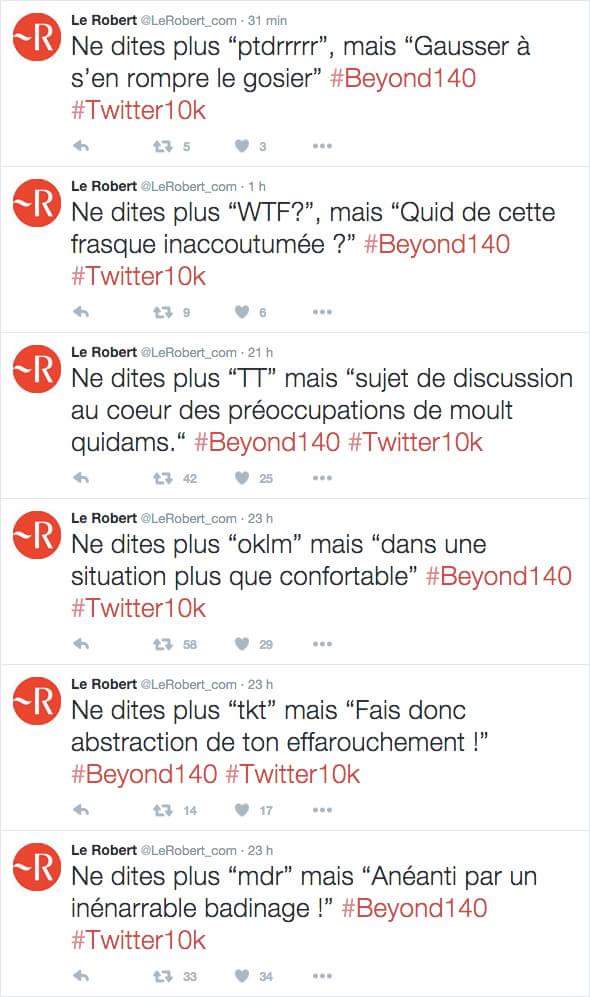 Le Robert @LeRobert_com · 31 min
Ne dites plus “ptdrrrrr”, mais “Gausser à
s’en rompre le gosier” #Beyond140
#Twitter10k
5 3
~R
Le Robert @LeRobert_com · 1 h
Ne dites plus “WTF?”, mais “Quid de cette
frasque inaccoutumée ?” #Beyond140
#Twitter10k
9 6
~R
Le Robert @LeRobert_com · 21 h
Ne dites plus “TT” mais “sujet de discussion
au coeur des préoccupations de moult
quidams.“ #Beyond140 #Twitter10k
42 25
~R
Le Robert @LeRobert_com · 23 h
Ne dites plus “oklm” mais “dans une
situation plus que confortable” #Beyond140
#Twitter10k
58 29
~R
Le Robert @LeRobert_com · 23 h
Ne dites plus “tkt” mais “Fais donc
abstraction de ton effarouchement !”
#Beyond140 #Twitter10k
14 17
~R
Le Robert @LeRobert_com · 23 h
Ne dites plus “mdr” mais “Anéanti par un
inénarrable badinage !” #Beyond140
#Twitter10k
33 34
~R